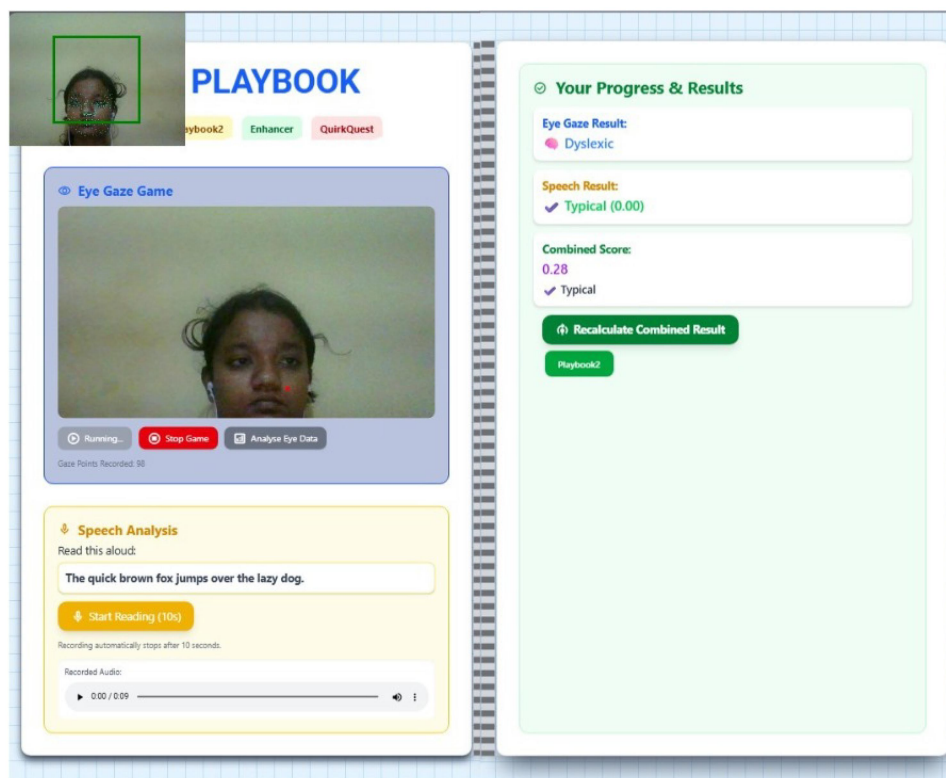 PLAYBOOK
aybook2 Enhancer QuirkQuest
Eye Gaze Game
Running... Stop Game Analyse Eye Data
Gaze Points Recorded: 98
Speech Analysis
Read this aloud:
The quick brown fox jumps over the lazy dog.
Start Reading (10s)
Recording automatically stops after 10 seconds.
Recorded Audio:
0:00 / 0:09
Your Progress & Results
Eye Gaze Result:
Dyslexic
Speech Result:
Typical (0.00)
Combined Score:
0.28
Typical
Recalculate Combined Result
Playbook2